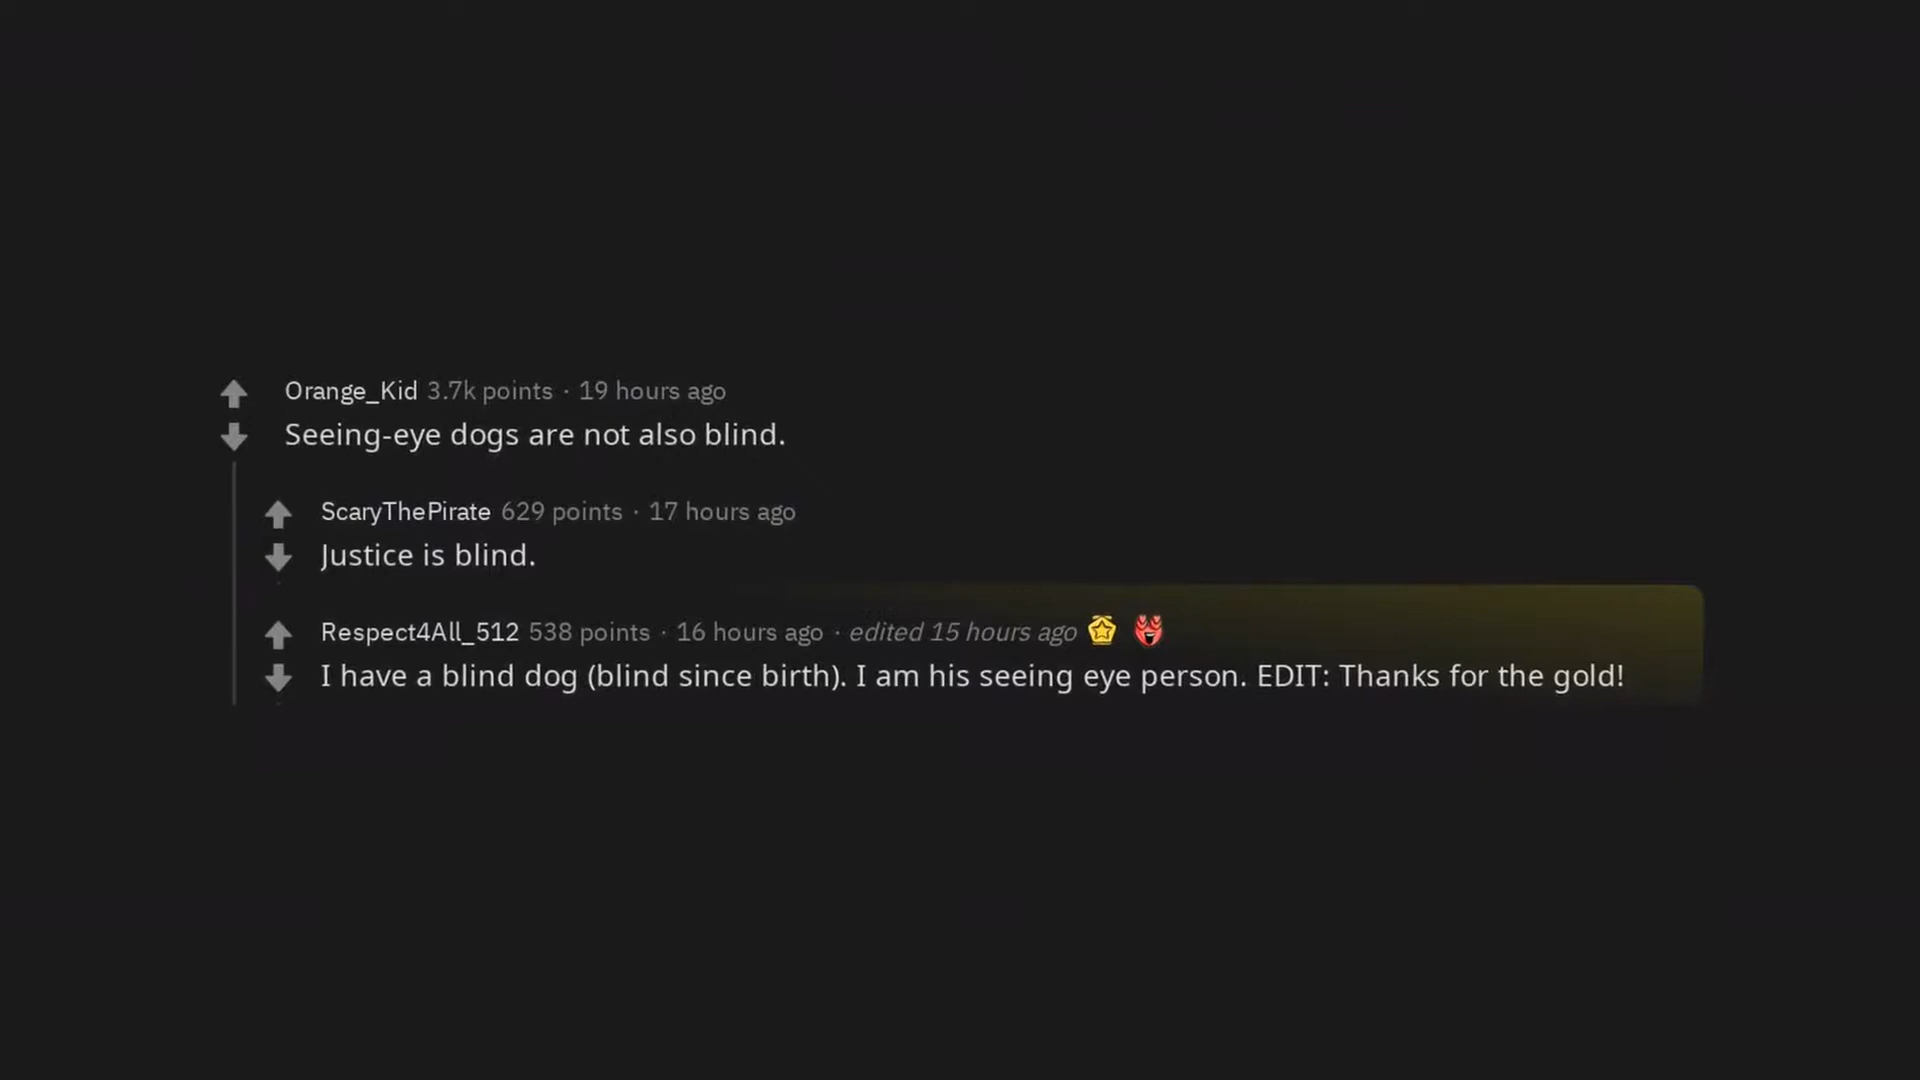 Orange_Kid 3.7k points · 19 hours ago
Seeing-eye dogs are not also blind.
ScaryThePirate 629 points · 17 hours ago
Justice is blind.
Respect4All_512 538 points · 16 hours ago · edited 15 hours ago
I have a blind dog (blind since birth). I am his seeing eye person. EDIT: Thanks for the gold!